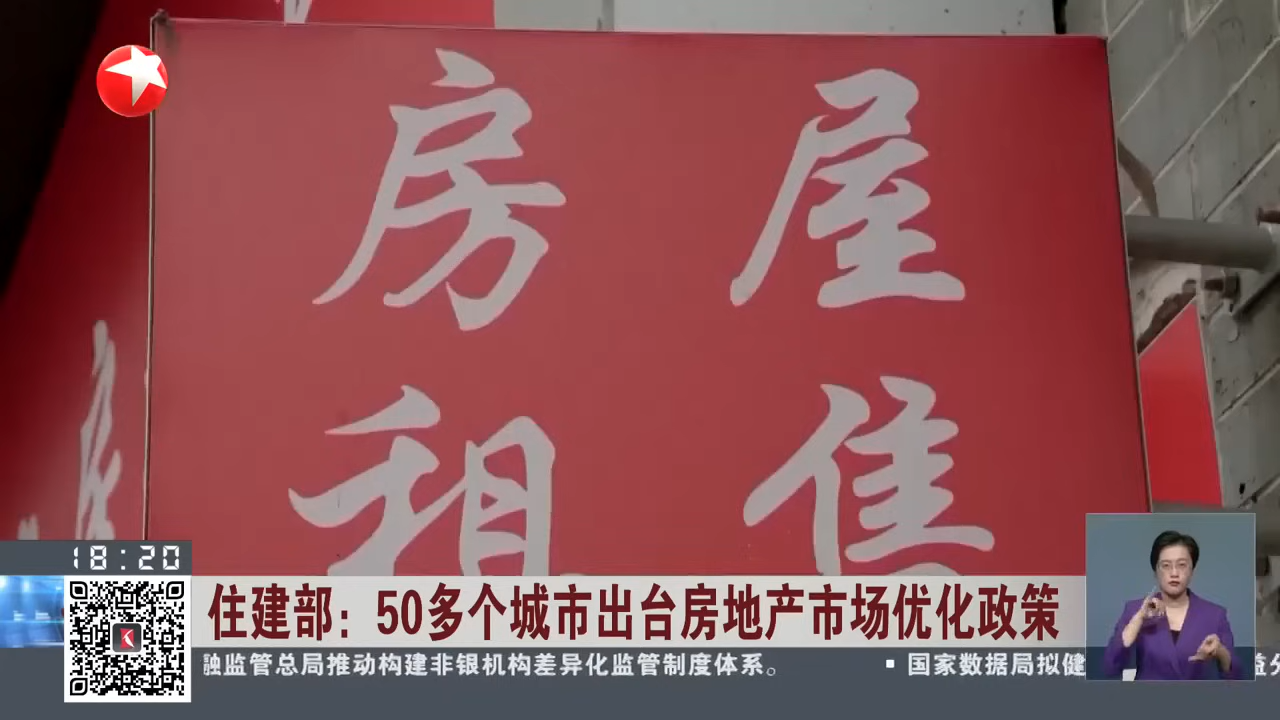 房 屋
租 售
18:20
住建部：50多个城市出台房地产市场优化政策
融监管总局推动构建非银机构差异化监管制度体系。 ▪ 国家数据局拟健